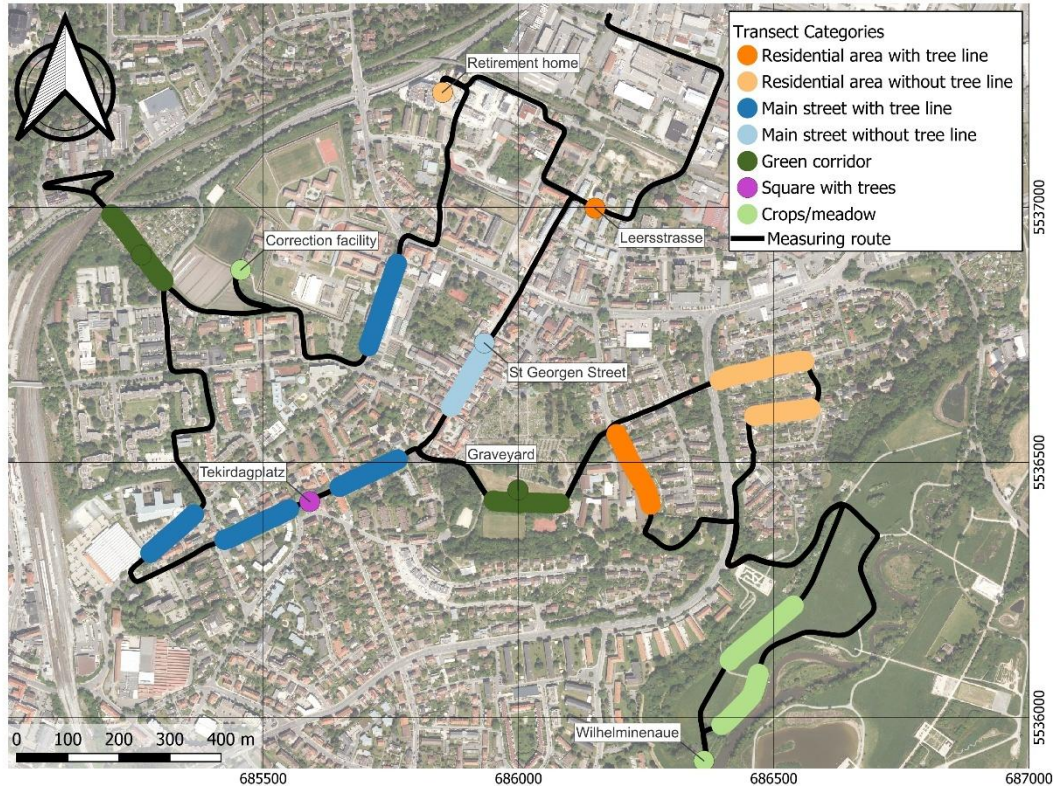 Transect Categories
Residential area with tree line
Residential area without tree line
Main street with tree line
Main street without tree line
Green corridor
Square with trees
Crops/meadow
Measuring route
Retirement home
Correction facility
Leersstrasse
St Georgen Street
Graveyard
Tekirdagplatz
Wilhelminenaue
0 100 200 300 400 m
5537000
5536500
5536000
685500 686000 686500 687000